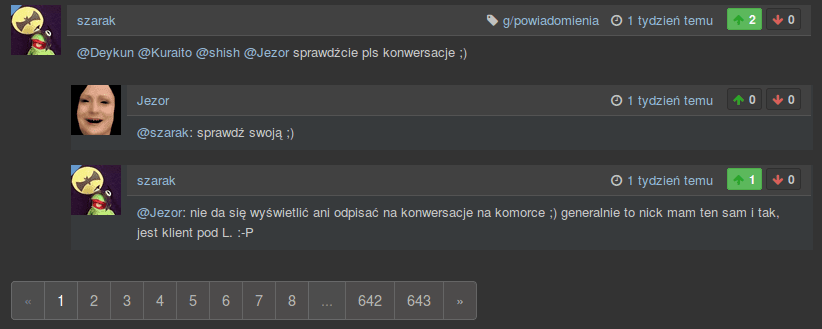 szarak g/powiadomienia 1 tydzień temu 2 0
@Deykun @Kuraito @shish @Jezor sprawdźcie pls konwersacje ;)
Jezor 1 tydzień temu 0 0
@szarak: sprawdź swoją ;)
szarak 1 tydzień temu 1 0
@Jezor: nie da się wyświetlić ani odpisać na konwersacje na komorce ;) generalnie to nick mam ten sam i tak,
jest klient pod L. :-P
« 1 2 3 4 5 6 7 8 ... 642 643 »